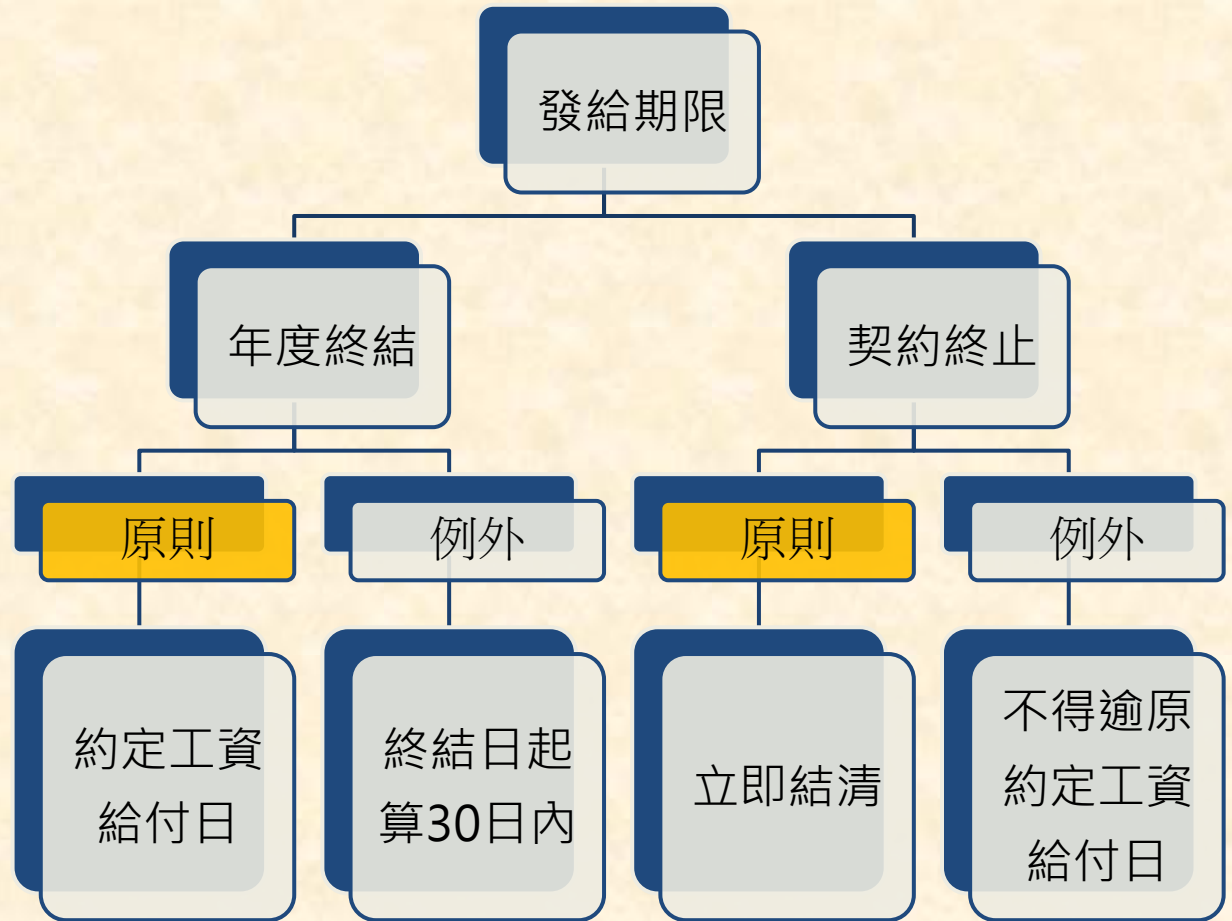 發給期限
年度終結
契約終止
原則
例外
原則
例外
約定工資
給付日
終結日起
算30日內
立即結清
不得逾原
約定工資
給付日